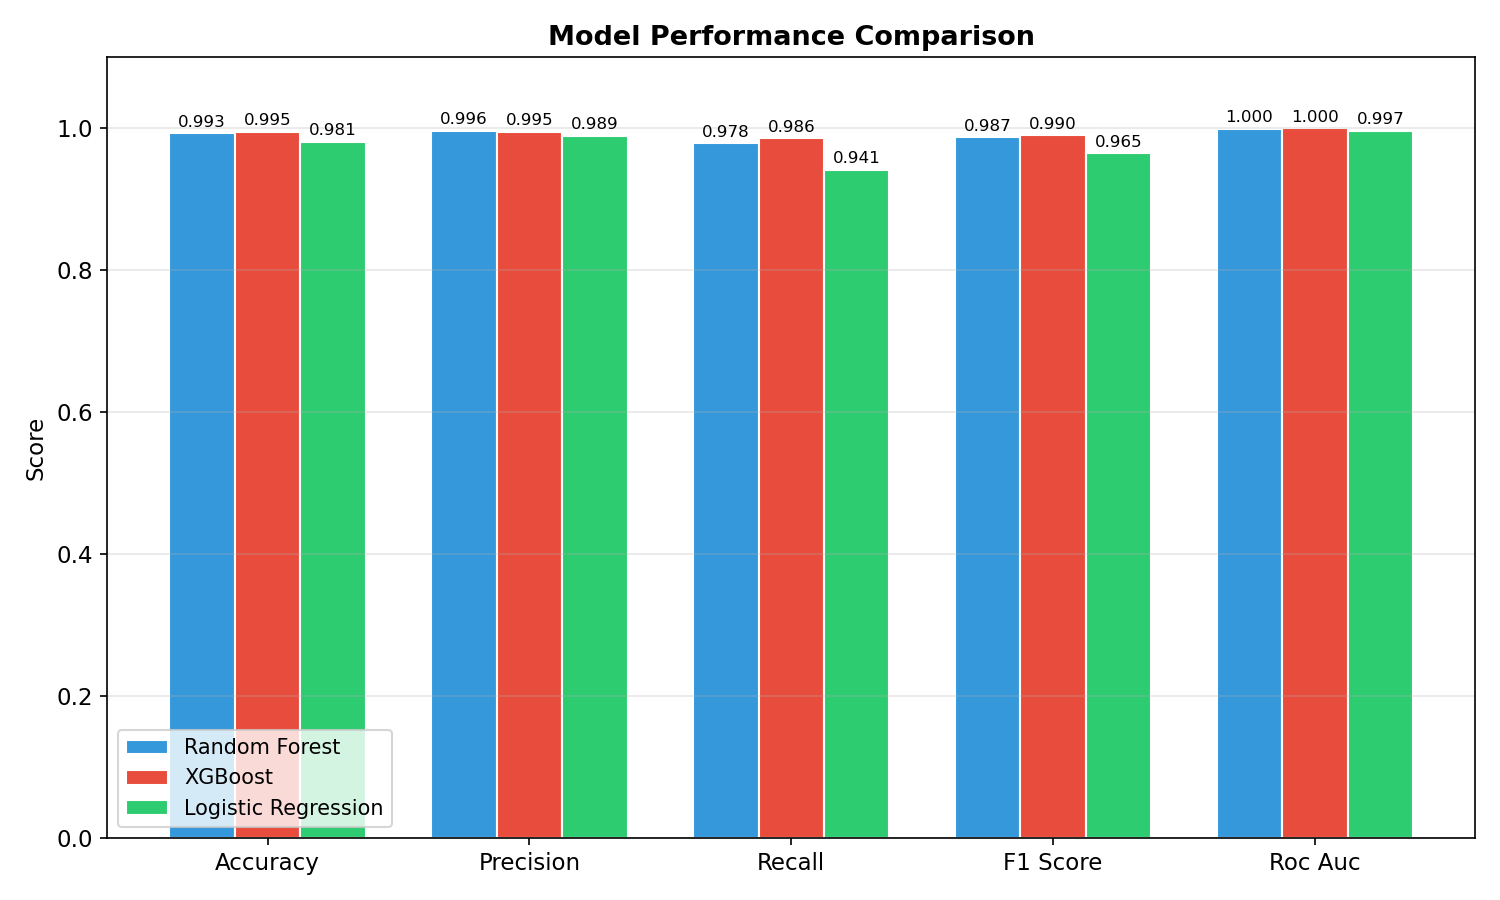 Model Performance Comparison
Score
1.0
0.8
0.6
0.4
0.2
0.0
0.993 0.995 0.981
0.996 0.995 0.989
0.978 0.986 0.941
0.987 0.990 0.965
1.000 1.000 0.997
Random Forest
XGBoost
Logistic Regression
Accuracy Precision Recall F1 Score Roc Auc